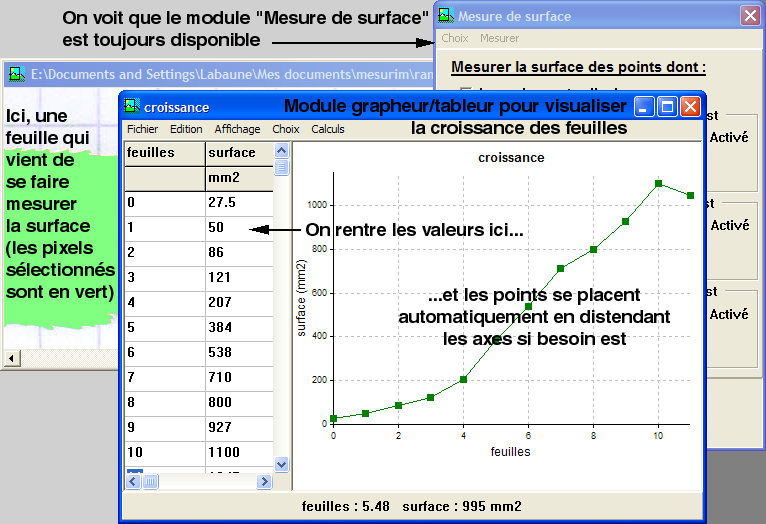 On voit que le module "Mesure de surface"
est toujours disponible
Mesure de surface
Choix Mesurer
Mesurer la surface des points dont :
E:\Documents and Settings\Labaune\Mes documents\mesurim\ram
Ici, une
feuille qui
vient de
se faire
mesurer
la surface
(les pixels
sélectionnés
sont en vert)
croissance
Module grapheur/tableur pour visualiser
la croissance des feuilles
Fichier Edition Affichage Choix Calculs
feuilles surface
mm2
0 27.5
1 50
2 86
3 121
4 207
5 384
6 538
7 710
8 800
9 927
10 1100
croissance
On rentre les valeurs ici...
...et les points se placent
automatiquement en distendant
les axes si besoin est
surface (mm2)
1000
800
600
400
200
0
0 2 4 6 8 10
feuilles
st
Activé
st
Activé
st
Activé
feuilles : 5.48 surface : 995 mm2